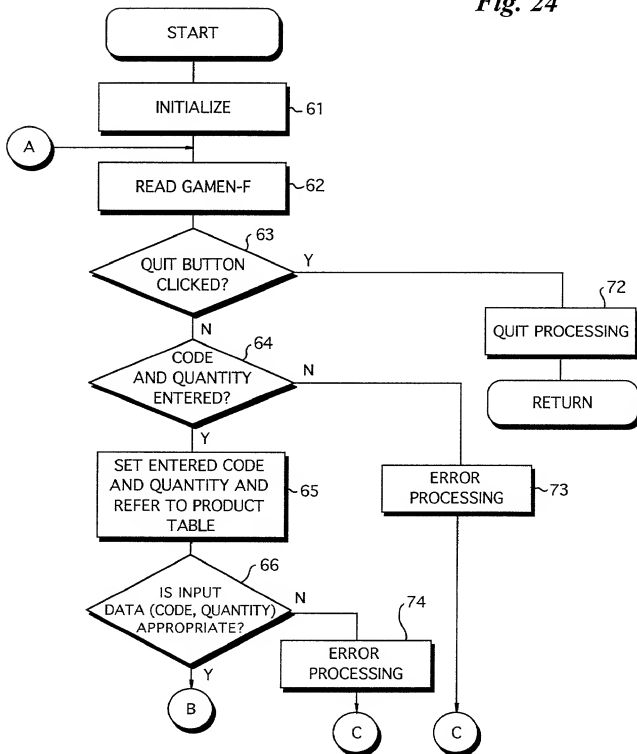 Fig. 24
START
INITIALIZE
61
A
READ GAMEN-F
62
63
QUIT BUTTON
CLICKED?
Y
N
72
QUIT PROCESSING
RETURN
64
CODE
AND QUANTITY
ENTERED?
N
Y
SET ENTERED CODE
AND QUANTITY AND
REFER TO PRODUCT
TABLE
65
ERROR
PROCESSING
73
66
IS INPUT
DATA (CODE, QUANTITY)
APPROPRIATE?
N
Y
74
ERROR
PROCESSING
B
C
C